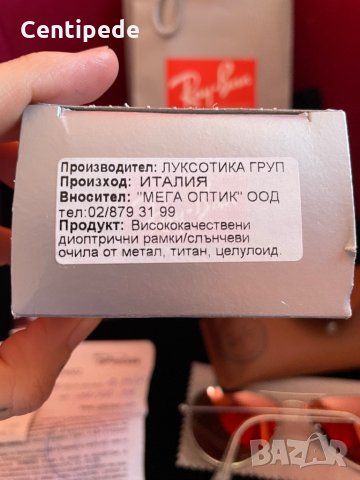 Centipede
Ray-Ban
Производител: ЛУКСОТИКА ГРУП
Произход: ИТАЛИЯ
Вносител: "МЕГА ОПТИК" ООД
тел:02/879 31 99
Продукт: Висококачествени
диоптрични рамки/слънчеви
очила от метал, титан, целулоид.
BAZAR